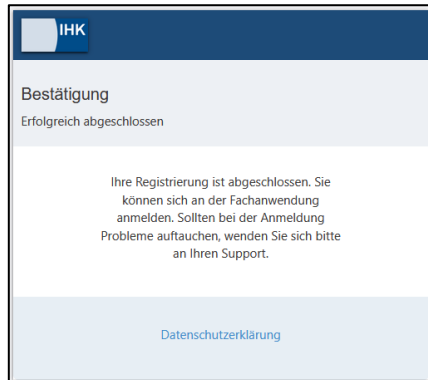 IHK
Bestätigung
Erfolgreich abgeschlossen
Ihre Registrierung ist abgeschlossen. Sie
können sich an der Fachanwendung
anmelden. Sollten bei der Anmeldung
Probleme auftauchen, wenden Sie sich bitte
an Ihren Support.
Datenschutzerklärung